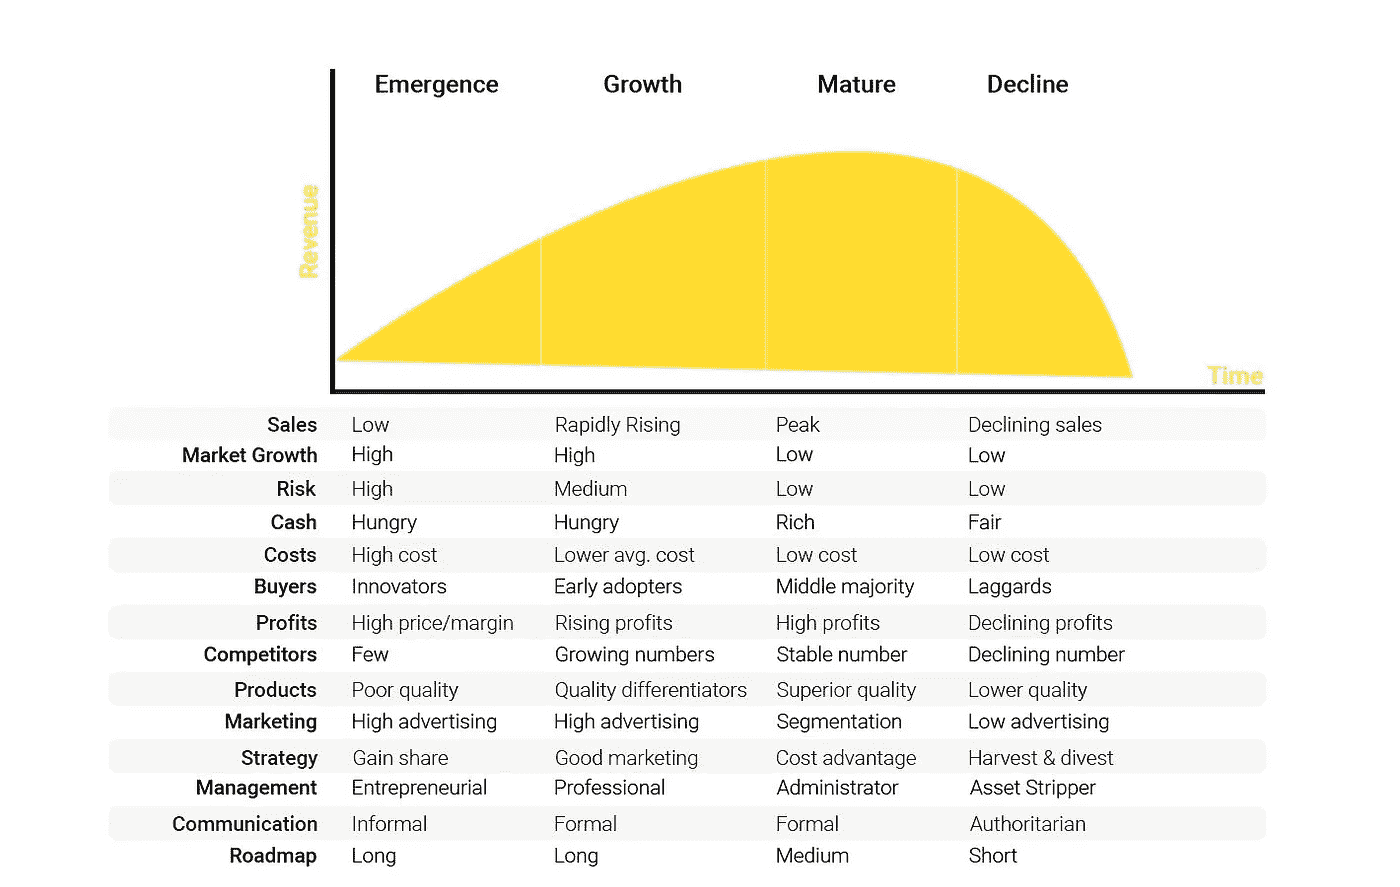 Emergence Growth Mature Decline
Revenue
Time
Sales Low Rapidly Rising Peak Declining sales
Market Growth High High Low Low
Risk High Medium Low Low
Cash Hungry Hungry Rich Fair
Costs High cost Lower avg. cost Low cost Low cost
Buyers Innovators Early adopters Middle majority Laggards
Profits High price/margin Rising profits High profits Declining profits
Competitors Few Growing numbers Stable number Declining number
Products Poor quality Quality differentiators Superior quality Lower quality
Marketing High advertising High advertising Segmentation Low advertising
Strategy Gain share Good marketing Cost advantage Harvest & divest
Management Entrepreneurial Professional Administrator Asset Stripper
Communication Informal Formal Formal Authoritarian
Roadmap Long Long Medium Short